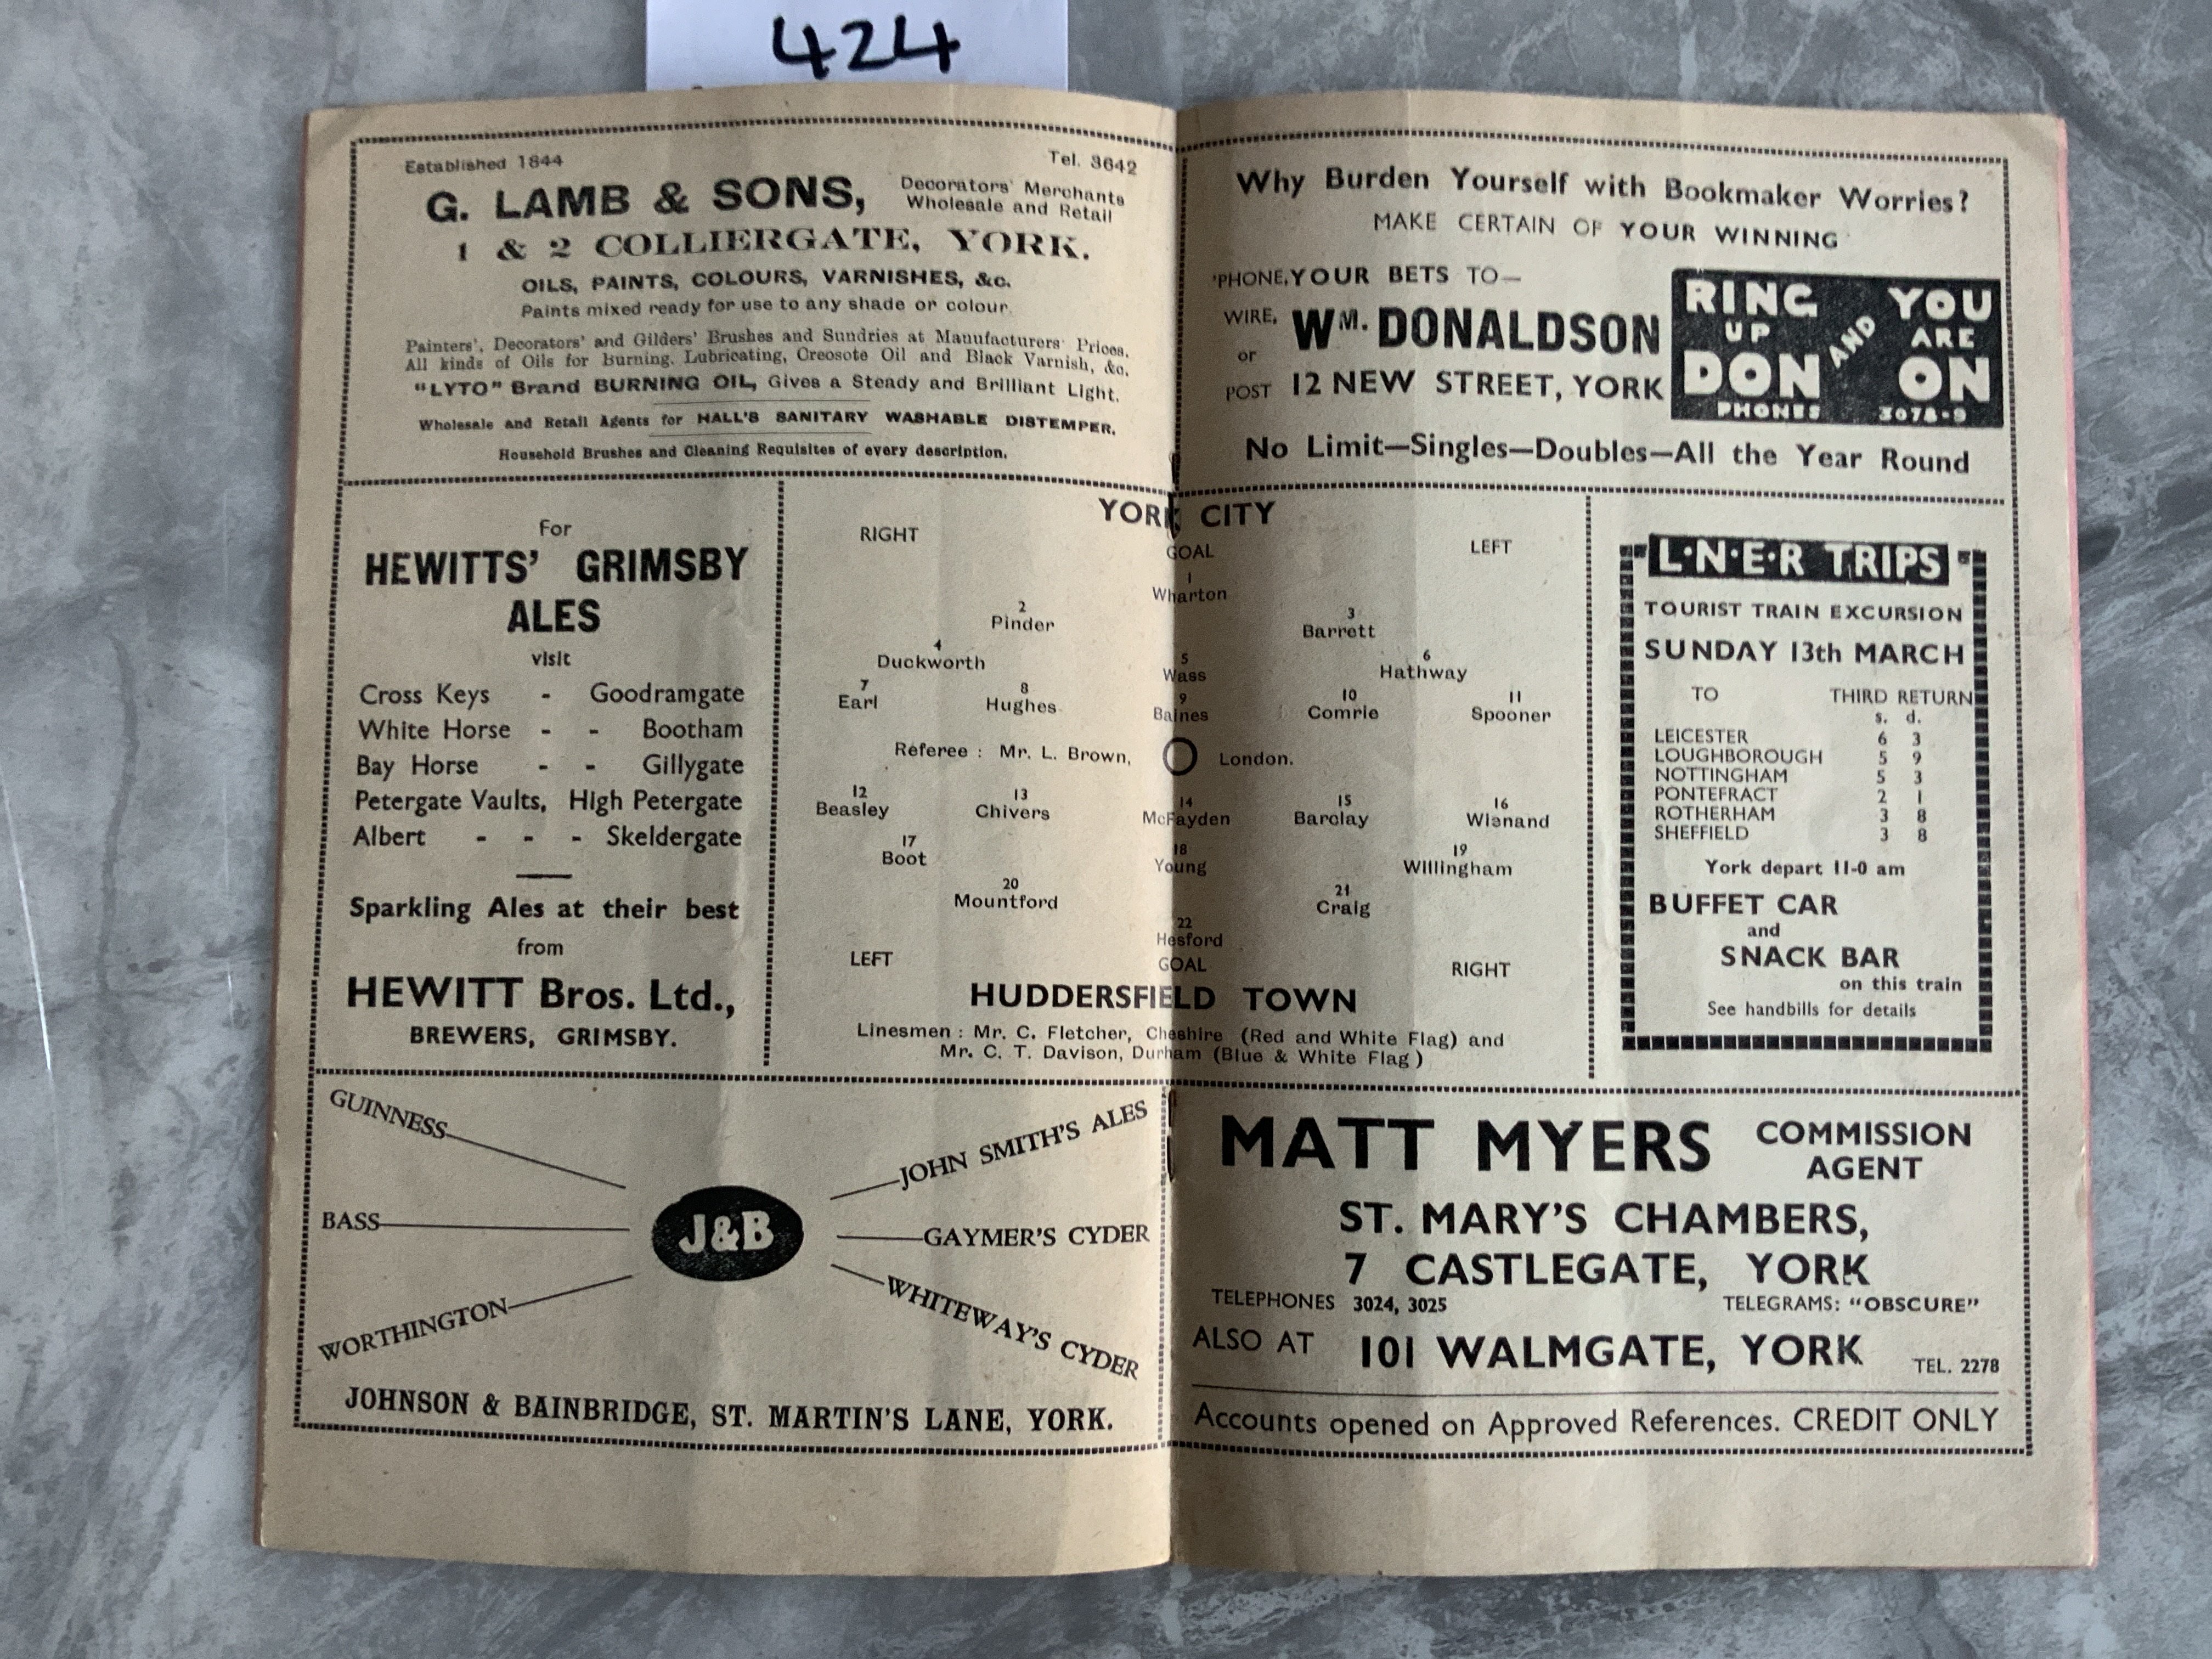 424
Established 1844 Tel. 3642
G. LAMB & SONS, Decorators' Merchants
Wholesale and Retail
1 & 2 COLLIERGATE, YORK.
OILS, PAINTS, COLOURS, VARNISHES, &c.
Paints mixed ready for use to any shade or colour.
Painters', Decorators' and Gilders' Brushes and Sundries at Manufacturers' Prices.
All kinds of Oils for Burning, Lubricating, Creosote Oil and Black Varnish, &c.
"LYTO" Brand BURNING OIL, Gives a Steady and Brilliant Light.
Wholesale and Retail Agents for HALL'S SANITARY WASHABLE DISTEMPER.
Household Brushes and Cleaning Requisites of every description.
Why Burden Yourself with Bookmaker Worries?
MAKE CERTAIN OF YOUR WINNING
'PHONE, YOUR BETS TO—
WIRE, WM. DONALDSON
or
POST 12 NEW STREET, YORK
RING YOU
UP AND ARE
DON ON
PHONES 3078-9
No Limit—Singles—Doubles—All the Year Round
For
HEWITTS' GRIMSBY
ALES
visit
Cross Keys - Goodramgate
White Horse - - Bootham
Bay Horse - - Gillygate
Petergate Vaults, High Petergate
Albert - - - Skeldergate
Sparkling Ales at their best
from
HEWITT Bros. Ltd.,
BREWERS, GRIMSBY.
YORK CITY
RIGHT GOAL LEFT
1
Wharton
2 3
Pinder Barrett
4 5 6
Duckworth Wass Hathway
7 8 9 10 11
Earl Hughes Baines Comrie Spooner
Referee : Mr. L. Brown, London.
12 13 14 15 16
Beasley Chivers McFayden Barclay Wisnand
17 18 19
Boot Young Willingham
20 21
Mountford Craig
22
Hesford
LEFT GOAL RIGHT
HUDDERSFIELD TOWN
Linesmen : Mr. C. Fletcher, Cheshire (Red and White Flag) and
Mr. C. T. Davison, Durham (Blue & White Flag )
L·N·E·R TRIPS
TOURIST TRAIN EXCURSION
SUNDAY 13th MARCH
TO THIRD RETURN
s. d.
LEICESTER 6 3
LOUGHBOROUGH 5 9
NOTTINGHAM 5 3
PONTEFRACT 2 1
ROTHERHAM 3 8
SHEFFIELD 3 8
York depart 11-0 am
BUFFET CAR
and
SNACK BAR
on this train
See handbills for details
GUINNESS
BASS
WORTHINGTON
J&B
JOHN SMITH'S ALES
GAYMER'S CYDER
WHITEWAY'S CYDER
JOHNSON & BAINBRIDGE, ST. MARTIN'S LANE, YORK.
MATT MYERS COMMISSION
AGENT
ST. MARY'S CHAMBERS,
7 CASTLEGATE, YORK
TELEPHONES 3024, 3025 TELEGRAMS: "OBSCURE"
ALSO AT 101 WALMGATE, YORK TEL. 2278
Accounts opened on Approved References. CREDIT ONLY